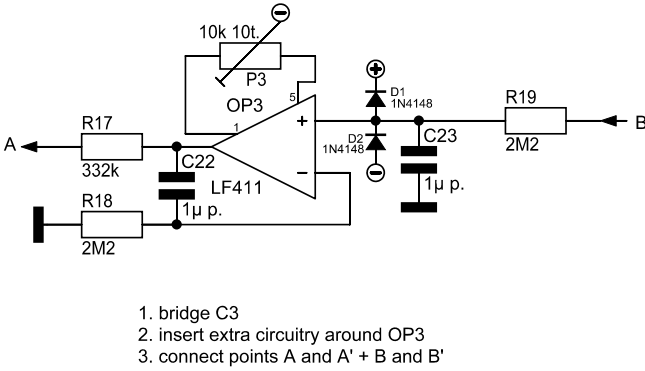 10k 10t.
P3
OP3
5
1
+
−
LF411
D1
1N4148
D2
1N4148
+
−
−
R19
2M2
B
C23
1µ p.
A
R17
332k
C22
1µ p.
R18
2M2
1. bridge C3
2. insert extra circuitry around OP3
3. connect points A and A' + B and B'